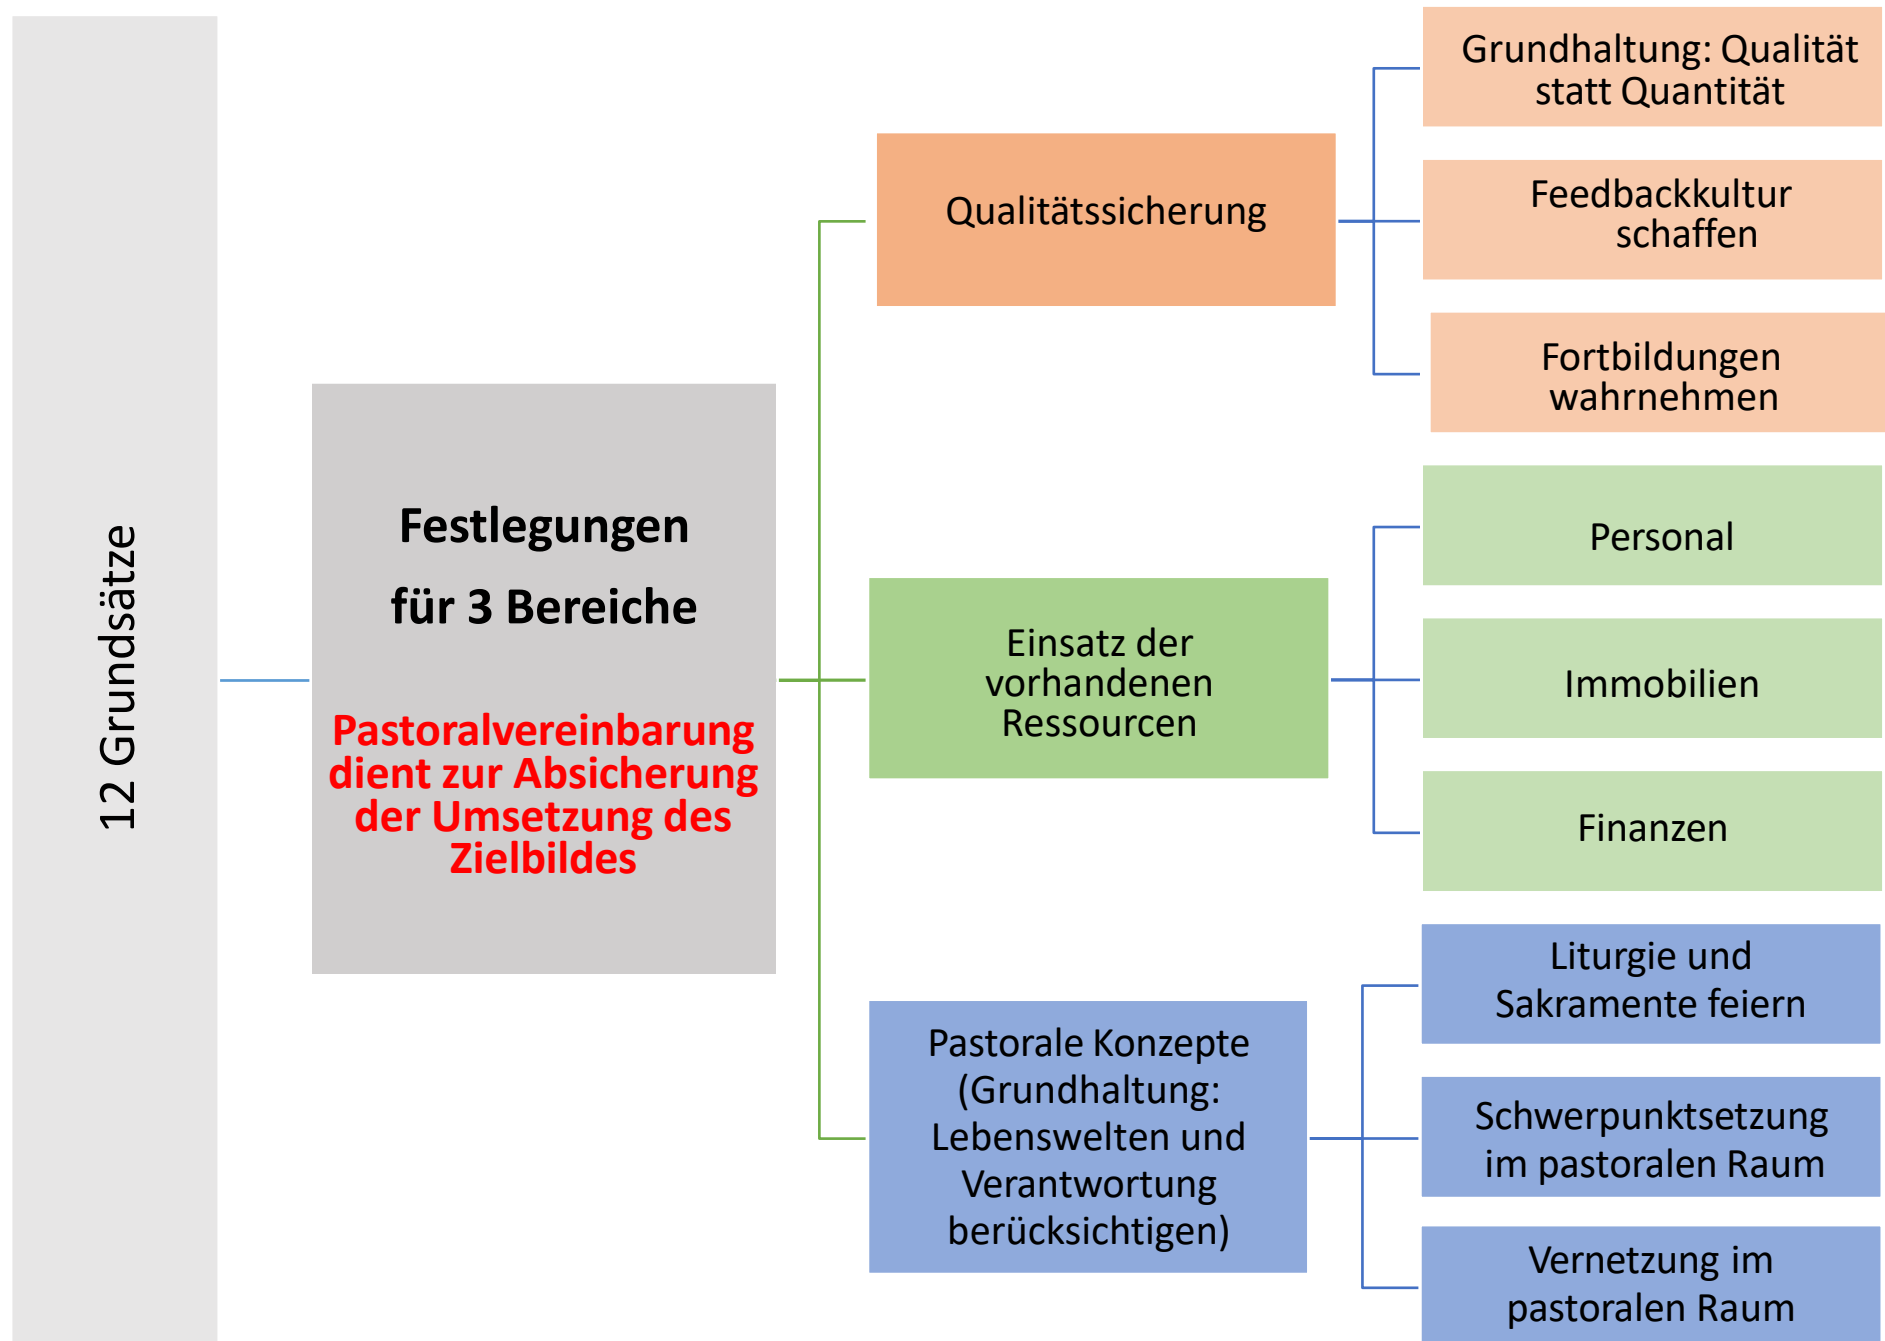 12 Grundsätze
Festlegungen
für 3 Bereiche
Pastoralvereinbarung
dient zur Absicherung
der Umsetzung des
Zielbildes
Qualitätssicherung
Grundhaltung: Qualität
statt Quantität
Feedbackkultur
schaffen
Fortbildungen
wahrnehmen
Einsatz der
vorhandenen
Ressourcen
Personal
Immobilien
Finanzen
Pastorale Konzepte
(Grundhaltung:
Lebenswelten und
Verantwortung
berücksichtigen)
Liturgie und
Sakramente feiern
Schwerpunktsetzung
im pastoralen Raum
Vernetzung im
pastoralen Raum